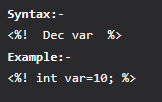 Syntax:-
<%!  Dec var  %>
Example:-
<%! int var=10; %>